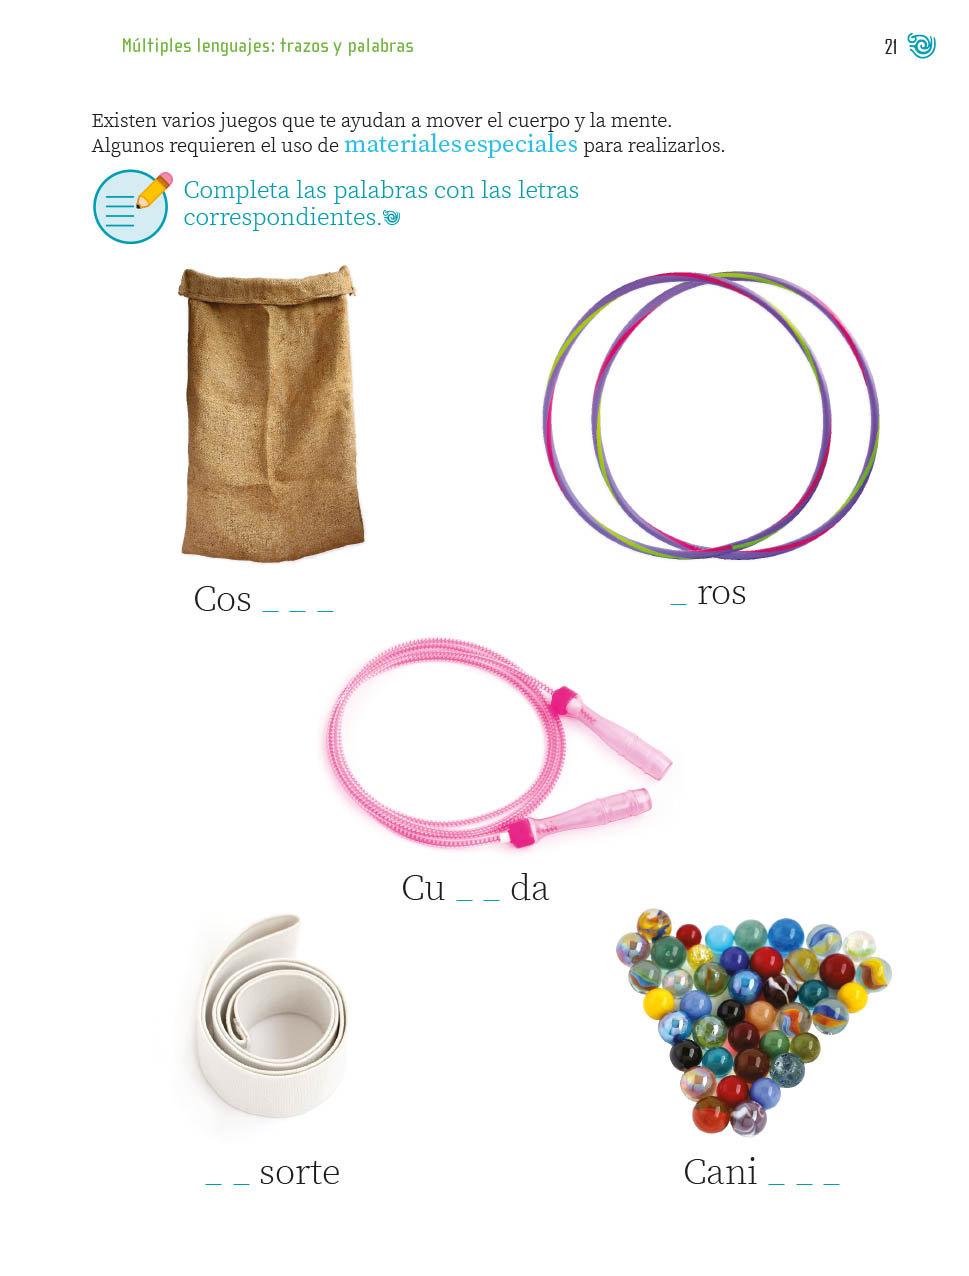 Múltiples lenguajes: trazos y palabras
21
Existen varios juegos que te ayudan a mover el cuerpo y la mente.
Algunos requieren el uso de materiales especiales para realizarlos.
Completa las palabras con las letras
correspondientes.
Cos _ _ _
_ ros
Cu _ _ da
_ _ sorte
Cani _ _ _